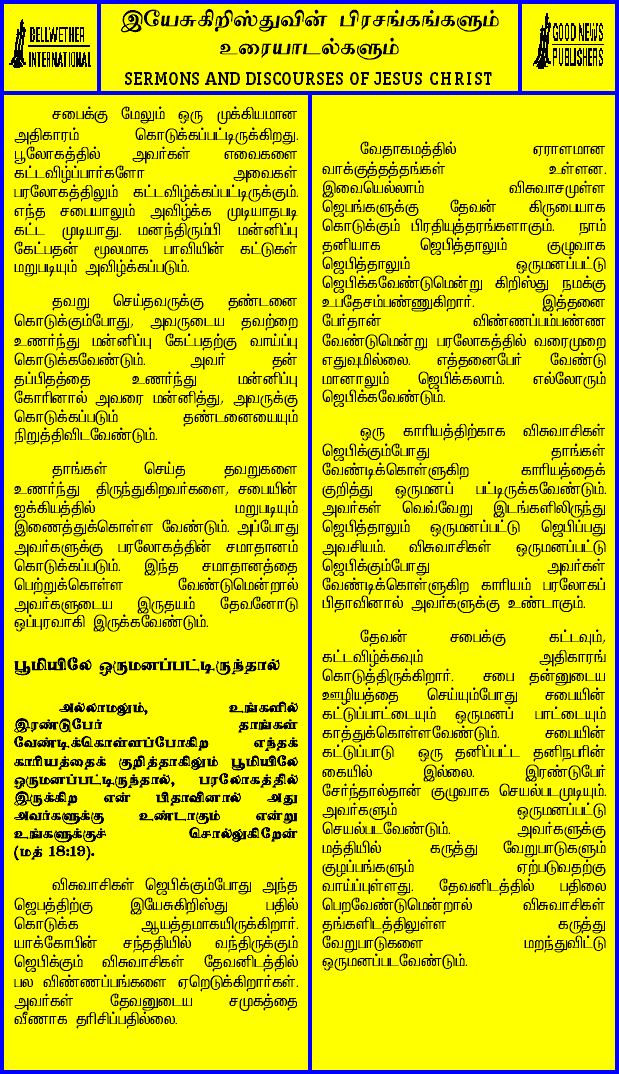 BELLWETHER
INTERNATIONAL
இயேசுகிறிஸ்துவின் பிரசங்கங்களும்
உரையாடல்களும்
SERMONS AND DISCOURSES OF JESUS CHRIST
GOOD NEWS
PUBLISHERS
சபைக்கு மேலும் ஒரு முக்கியமான
அதிகாரம் கொடுக்கப்பட்டிருக்கிறது.
பூலோகத்தில் அவர்கள் எவைகளை
கட்டவிழ்ப்பார்களோ அவைகள்
பரலோகத்திலும் கட்டவிழ்க்கப்பட்டிருக்கும்.
எந்த சபையாலும் அவிழ்க்க முடியாதபடி
கட்ட முடியாது. மனந்திரும்பி மன்னிப்பு
கேட்பதன் மூலமாக பாவியின் கட்டுகள்
மறுபடியும் அவிழ்க்கப்படும்.
தவறு செய்தவருக்கு தண்டனை
கொடுக்கும்போது, அவருடைய தவற்றை
உணர்ந்து மன்னிப்பு கேட்பதற்கு வாய்ப்பு
கொடுக்கவேண்டும். அவர் தன்
தப்பிதத்தை உணர்ந்து மன்னிப்பு
கோரினால் அவரை மன்னித்து, அவருக்கு
கொடுக்கப்படும் தண்டனையையும்
நிறுத்திவிடவேண்டும்.
தாங்கள் செய்த தவறுகளை
உணர்ந்து திருந்துகிறவர்களை, சபையின்
ஐக்கியத்தில் மறுபடியும்
இணைத்துக்கொள்ள வேண்டும். அப்போது
அவர்களுக்கு பரலோகத்தின் சமாதானம்
கொடுக்கப்படும். இந்த சமாதானத்தை
பெற்றுக்கொள்ள வேண்டுமென்றால்
அவர்களுடைய இருதயம் தேவனோடு
ஒப்புரவாகி இருக்கவேண்டும்.
பூமியிலே ஒருமனப்பட்டிருந்தால்
அல்லாமலும், உங்களில்
இரண்டுபேர் தாங்கள்
வேண்டிக்கொள்ளப்போகிற எந்தக்
காரியத்தைக் குறித்தாகிலும் பூமியிலே
ஒருமனப்பட்டிருந்தால், பரலோகத்தில்
இருக்கிற என் பிதாவினால் அது
அவர்களுக்கு உண்டாகும் என்று
உங்களுக்குச் சொல்லுகிறேன்
(மத் 18:19).
விசுவாசிகள் ஜெபிக்கும்போது அந்த
ஜெபத்திற்கு இயேசுகிறிஸ்து பதில்
கொடுக்க ஆயத்தமாகயிருக்கிறார்.
யாக்கோபின் சந்ததியில் வந்திருக்கும்
ஜெபிக்கும் விசுவாசிகள் தேவனிடத்தில்
பல விண்ணப்பங்களை ஏறெடுக்கிறார்கள்.
அவர்கள் தேவனுடைய சமுகத்தை
வீணாக தரிசிப்பதில்லை.
வேதாகமத்தில் ஏராளமான
வாக்குத்தத்தங்கள் உள்ளன.
இவையெல்லாம் விசுவாசமுள்ள
ஜெபங்களுக்கு தேவன் கிருபையாக
கொடுக்கும் பிரதியுத்தரங்களாகும். நாம்
தனியாக ஜெபித்தாலும் குழுவாக
ஜெபித்தாலும் ஒருமனப்பட்டு
ஜெபிக்கவேண்டுமென்று கிறிஸ்து நமக்கு
உபதேசம்பண்ணுகிறார். இத்தனை
பேர்தான் விண்ணப்பம்பண்ண
வேண்டுமென்று பரலோகத்தில் வரைமுறை
எதுவுமில்லை. எத்தனைபேர் வேண்டு
மானாலும் ஜெபிக்கலாம். எல்லோரும்
ஜெபிக்கவேண்டும்.
ஒரு காரியத்திற்காக விசுவாசிகள்
ஜெபிக்கும்போது தாங்கள்
வேண்டிக்கொள்ளுகிற காரியத்தைக்
குறித்து ஒருமனப் பட்டிருக்கவேண்டும்.
அவர்கள் வெவ்வேறு இடங்களிலிருந்து
ஜெபித்தாலும் ஒருமனப்பட்டு ஜெபிப்பது
அவசியம். விசுவாசிகள் ஒருமனப்பட்டு
ஜெபிக்கும்போது அவர்கள்
வேண்டிக்கொள்ளுகிற காரியம் பரலோகப்
பிதாவினால் அவர்களுக்கு உண்டாகும்.
தேவன் சபைக்கு கட்டவும்,
கட்டவிழ்க்கவும் அதிகாரங்
கொடுத்திருக்கிறார். சபை தன்னுடைய
ஊழியத்தை செய்யும்போது சபையின்
கட்டுப்பாட்டையும் ஒருமனப் பாட்டையும்
காத்துக்கொள்ளவேண்டும். சபையின்
கட்டுப்பாடு ஒரு தனிப்பட்ட தனிநபரின்
கையில் இல்லை. இரண்டுபேர்
சேர்ந்தால்தான் குழுவாக செயல்படமுடியும்.
அவர்களும் ஒருமனப்பட்டு
செயல்படவேண்டும். அவர்களுக்கு
மத்தியில் கருத்து வேறுபாடுகளும்
குழப்பங்களும் ஏற்படுவதற்கு
வாய்ப்புள்ளது. தேவனிடத்தில் பதிலை
பெறவேண்டுமென்றால் விசுவாசிகள்
தங்களிடத்திலுள்ள கருத்து
வேறுபாடுகளை மறந்துவிட்டு
ஒருமனப்படவேண்டும்.